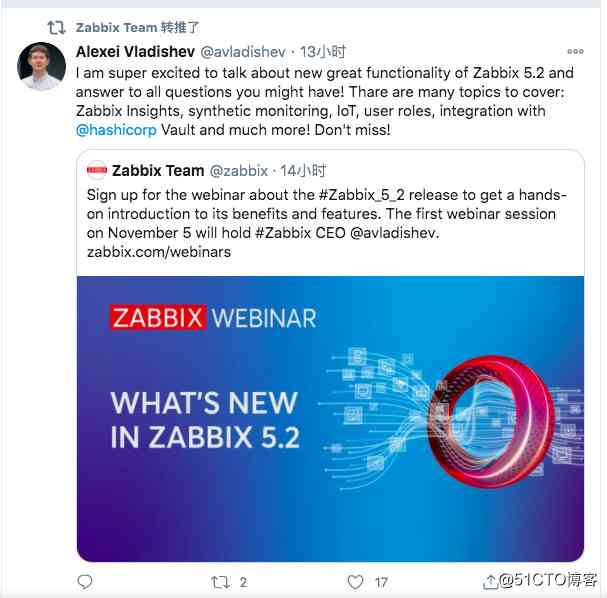 Zabbix Team 转推了
Alexei Vladishev @avladishev · 13小时
I am super excited to talk about new great functionality of Zabbix 5.2 and
answer to all questions you might have! Thare are many topics to cover:
Zabbix Insights, synthetic monitoring, IoT, user roles, integration with
@hashicorp Vault and much more! Don't miss!
ZABBIX Zabbix Team @zabbix · 14小时
Sign up for the webinar about the #Zabbix_5_2 release to get a hands-
on introduction to its benefits and features. The first webinar session
on November 5 will hold #Zabbix CEO @avladishev.
zabbix.com/webinars
ZABBIX WEBINAR
WHAT'S NEW
IN ZABBIX 5.2
2 17
@51CTO博客